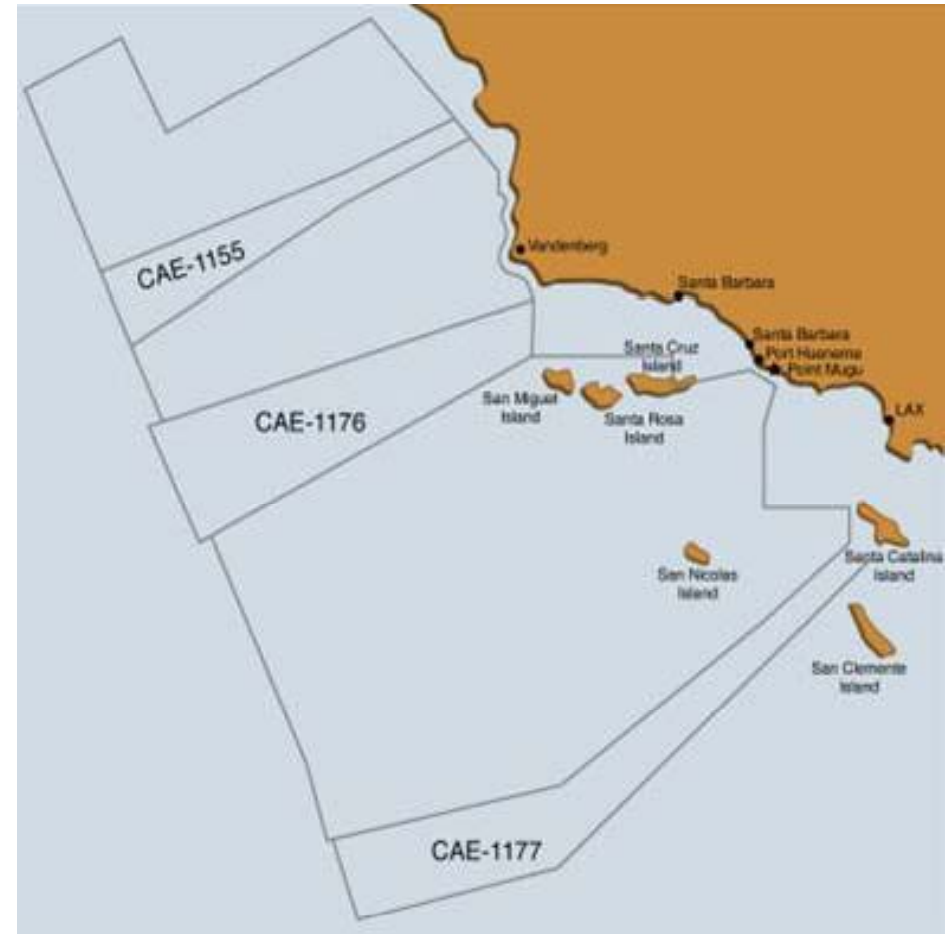 CAE-1155
Vandenberg
Santa Barbara
Santa Barbara
Santa Cruz
Island
Port Hueneme
Point Mugu
San Miguel
Island
Santa Rosa
Island
LAX
CAE-1176
San Nicolas
Island
Santa Catalina
Island
San Clemente
Island
CAE-1177